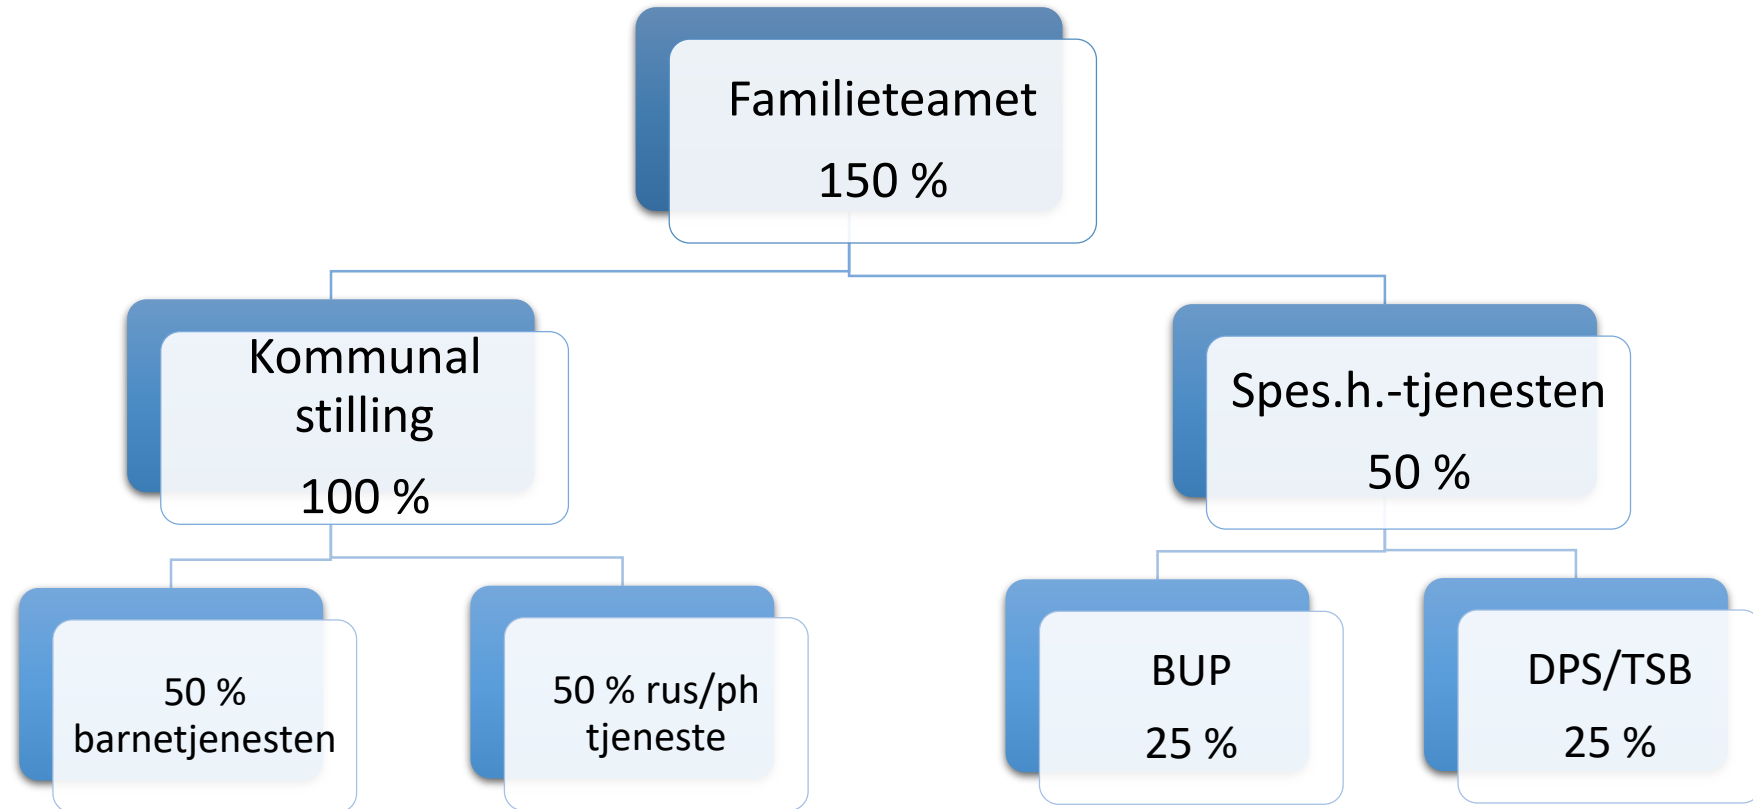 Familieteamet
150 %
Kommunal
stilling
100 %
Spes.h.-tjenesten
50 %
50 %
barnetjenesten
50 % rus/ph
tjeneste
BUP
25 %
DPS/TSB
25 %